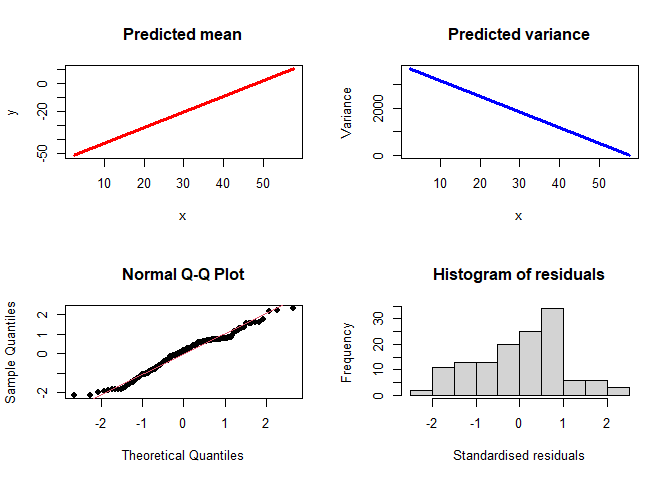 Predicted mean
y
0
-20
-50
10 20 30 40 50
x
Predicted variance
Variance
2000
0
10 20 30 40 50
x
Normal Q-Q Plot
Sample Quantiles
2
1
0
-2
-2 -1 0 1 2
Theoretical Quantiles
Histogram of residuals
Frequency
30
20
10
0
-2 -1 0 1 2
Standardised residuals